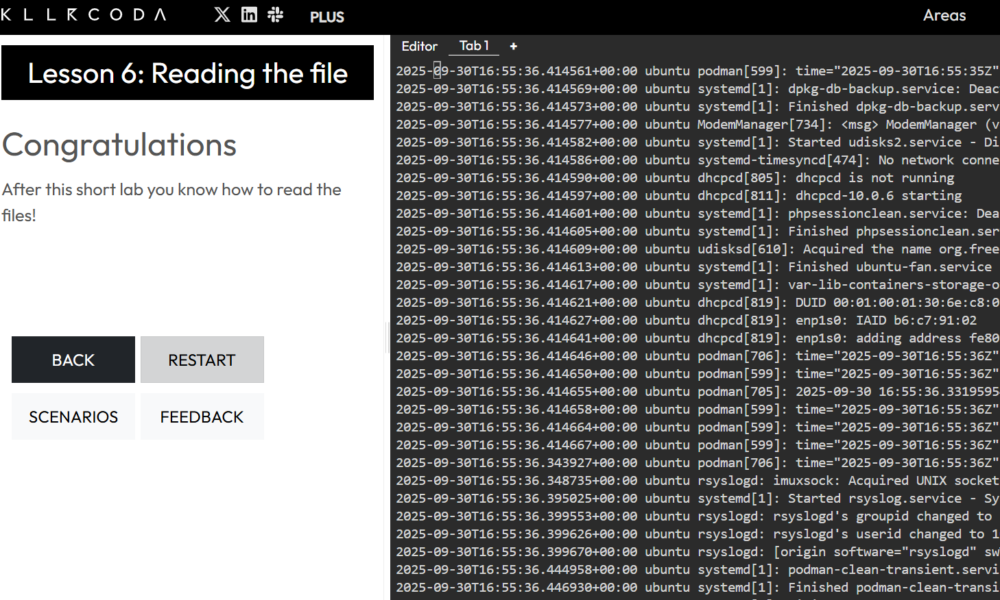 KLLRCODA
PLUS
Areas
Lesson 6: Reading the file
Congratulations
After this short lab you know how to read the
files!
BACK
RESTART
SCENARIOS
FEEDBACK
Editor
Tab 1
+
2025-09-30T16:55:36.414561+00:00 ubuntu podman[599]: time="2025-09-30T16:55:35Z"
2025-09-30T16:55:36.414569+00:00 ubuntu systemd[1]: dpkg-db-backup.service: Deac
2025-09-30T16:55:36.414573+00:00 ubuntu systemd[1]: Finished dpkg-db-backup.serv
2025-09-30T16:55:36.414577+00:00 ubuntu ModemManager[734]: <msg> ModemManager (v
2025-09-30T16:55:36.414582+00:00 ubuntu systemd[1]: Started udisks2.service - Di
2025-09-30T16:55:36.414586+00:00 ubuntu systemd-timesyncd[474]: No network conne
2025-09-30T16:55:36.414590+00:00 ubuntu dhcpcd[805]: dhcpcd is not running
2025-09-30T16:55:36.414597+00:00 ubuntu dhcpcd[811]: dhcpcd-10.0.6 starting
2025-09-30T16:55:36.414601+00:00 ubuntu systemd[1]: phpsessionclean.service: Dea
2025-09-30T16:55:36.414605+00:00 ubuntu systemd[1]: Finished phpsessionclean.ser
2025-09-30T16:55:36.414609+00:00 ubuntu udisksd[610]: Acquired the name org.free
2025-09-30T16:55:36.414613+00:00 ubuntu systemd[1]: Finished ubuntu-fan.service
2025-09-30T16:55:36.414617+00:00 ubuntu systemd[1]: var-lib-containers-storage-o
2025-09-30T16:55:36.414621+00:00 ubuntu dhcpcd[819]: DUID 00:01:00:01:30:6e:c8:0
2025-09-30T16:55:36.414627+00:00 ubuntu dhcpcd[819]: enp1s0: IAID b6:c7:91:02
2025-09-30T16:55:36.414641+00:00 ubuntu dhcpcd[819]: enp1s0: adding address fe80
2025-09-30T16:55:36.414646+00:00 ubuntu podman[706]: time="2025-09-30T16:55:36Z"
2025-09-30T16:55:36.414650+00:00 ubuntu podman[599]: time="2025-09-30T16:55:36Z"
2025-09-30T16:55:36.414655+00:00 ubuntu podman[705]: 2025-09-30 16:55:36.3319595
2025-09-30T16:55:36.414658+00:00 ubuntu podman[599]: time="2025-09-30T16:55:36Z"
2025-09-30T16:55:36.414664+00:00 ubuntu podman[599]: time="2025-09-30T16:55:36Z"
2025-09-30T16:55:36.414667+00:00 ubuntu podman[599]: time="2025-09-30T16:55:36Z"
2025-09-30T16:55:36.343927+00:00 ubuntu podman[706]: time="2025-09-30T16:55:36Z"
2025-09-30T16:55:36.348735+00:00 ubuntu rsyslogd: imuxsock: Acquired UNIX socket
2025-09-30T16:55:36.395025+00:00 ubuntu systemd[1]: Started rsyslog.service - Sy
2025-09-30T16:55:36.399553+00:00 ubuntu rsyslogd: rsyslogd's groupid changed to
2025-09-30T16:55:36.399626+00:00 ubuntu rsyslogd: rsyslogd's userid changed to 1
2025-09-30T16:55:36.399670+00:00 ubuntu rsyslogd: [origin software="rsyslogd" sw
2025-09-30T16:55:36.444958+00:00 ubuntu systemd[1]: podman-clean-transient.servi
2025-09-30T16:55:36.446930+00:00 ubuntu systemd[1]: Finished podman-clean-transi